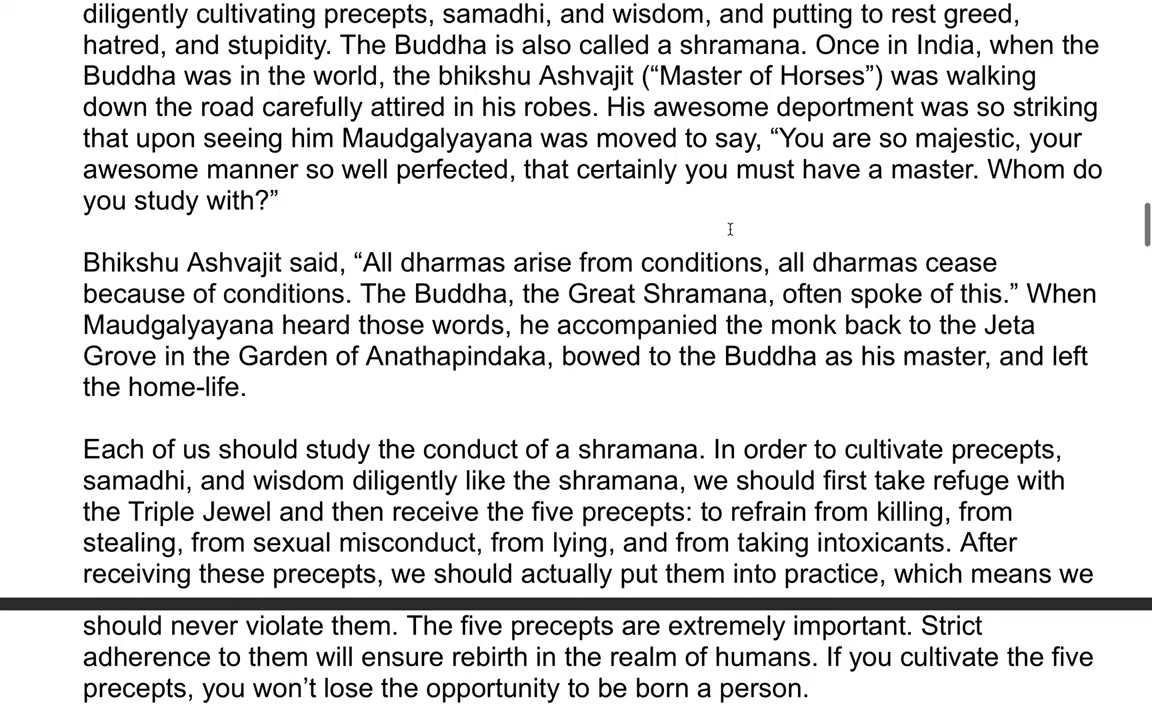 diligently cultivating precepts, samadhi, and wisdom, and putting to rest greed,
hatred, and stupidity. The Buddha is also called a shramana. Once in India, when the
Buddha was in the world, the bhikshu Ashvajit (“Master of Horses”) was walking
down the road carefully attired in his robes. His awesome deportment was so striking
that upon seeing him Maudgalyayana was moved to say, “You are so majestic, your
awesome manner so well perfected, that certainly you must have a master. Whom do
you study with?”
Bhikshu Ashvajit said, “All dharmas arise from conditions, all dharmas cease
because of conditions. The Buddha, the Great Shramana, often spoke of this.” When
Maudgalyayana heard those words, he accompanied the monk back to the Jeta
Grove in the Garden of Anathapindaka, bowed to the Buddha as his master, and left
the home-life.
Each of us should study the conduct of a shramana. In order to cultivate precepts,
samadhi, and wisdom diligently like the shramana, we should first take refuge with
the Triple Jewel and then receive the five precepts: to refrain from killing, from
stealing, from sexual misconduct, from lying, and from taking intoxicants. After
receiving these precepts, we should actually put them into practice, which means we
should never violate them. The five precepts are extremely important. Strict
adherence to them will ensure rebirth in the realm of humans. If you cultivate the five
precepts, you won’t lose the opportunity to be born a person.